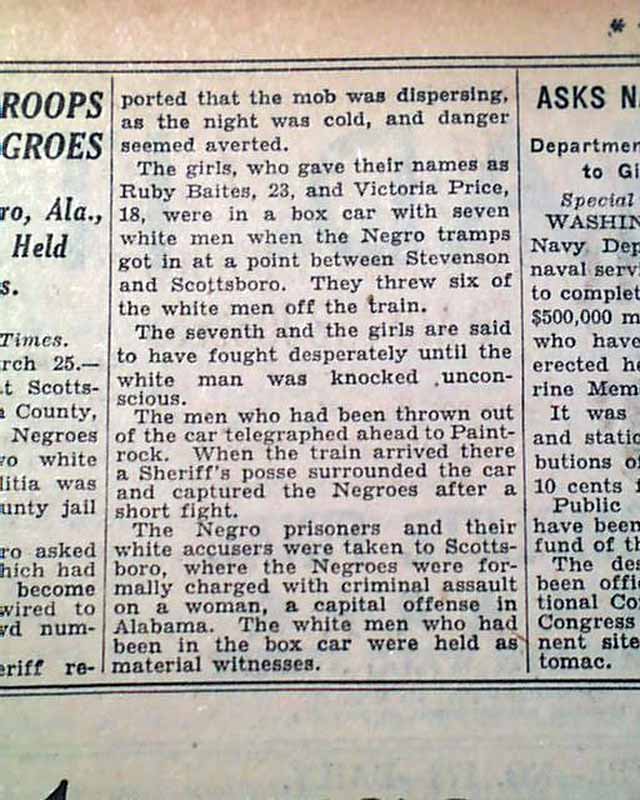 ROOPS
GROES
ro, Ala.,
Held
s.
Times.
rch 25.—
t Scotts-
County,
Negroes
wo white
litia was
unty jail
ro asked
hich had
become
wired to
wd num-
eriff re-
ported that the mob was dispersing,
as the night was cold, and danger
seemed averted.
The girls, who gave their names as
Ruby Baites, 23, and Victoria Price,
18, were in a box car with seven
white men when the Negro tramps
got in at a point between Stevenson
and Scottsboro. They threw six of
the white men off the train.
The seventh and the girls are said
to have fought desperately until the
white man was knocked uncon-
scious.
The men who had been thrown out
of the car telegraphed ahead to Paint-
rock. When the train arrived there
a Sheriff's posse surrounded the car
and captured the Negroes after a
short fight.
The Negro prisoners and their
white accusers were taken to Scotts-
boro, where the Negroes were for-
mally charged with criminal assault
on a woman, a capital offense in
Alabama. The white men who had
been in the box car were held as
material witnesses.
ASKS NA
Departmen
to Gi
Special
WASHIN
Navy Dep
naval servi
to complet
$500,000 m
who have
erected he
rine Mem
It was
and static
butions of
10 cents f
Public
have been
fund of th
The des
been offic
tional Co
Congress
nent site
tomac.